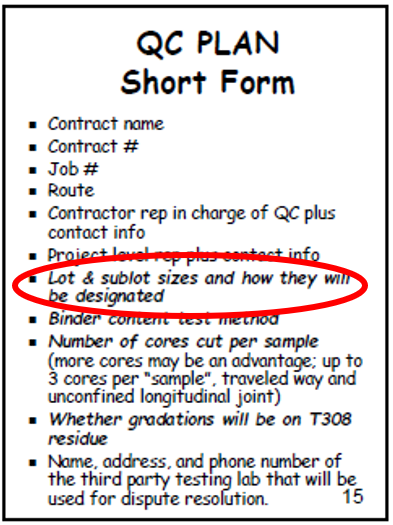 QC PLAN
Short Form
▪ Contract name
▪ Contract #
▪ Job #
▪ Route
▪ Contractor rep in charge of QC plus
contact info
▪ Project level rep plus contact info
▪ Lot & sublot sizes and how they will
be designated
▪ Binder content test method
▪ Number of cores cut per sample
(more cores may be an advantage; up to
3 cores per "sample", traveled way and
unconfined longitudinal joint)
▪ Whether gradations will be on T308
residue
▪ Name, address, and phone number of
the third party testing lab that will be
used for dispute resolution.
15